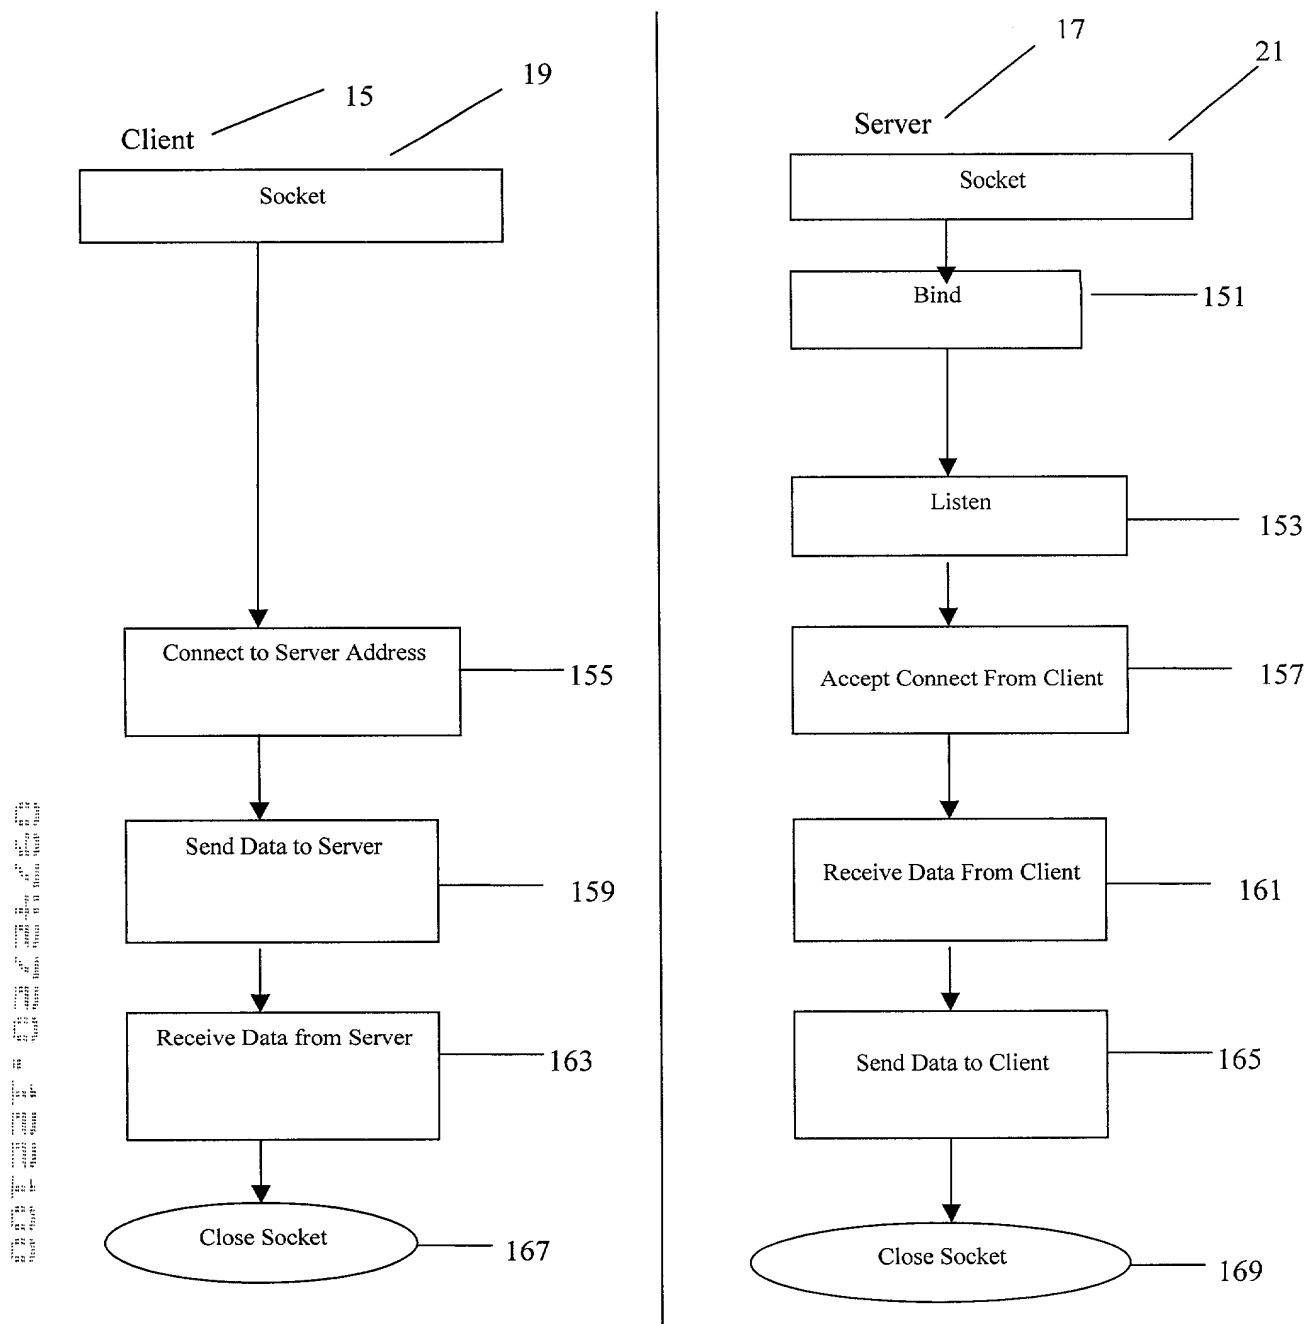 Client
15
19
Socket
Connect to Server Address
155
Send Data to Server
159
Receive Data from Server
163
Close Socket
167
17
21
Server
Socket
Bind
151
Listen
153
Accept Connect From Client
157
Receive Data From Client
161
Send Data to Client
165
Close Socket
169